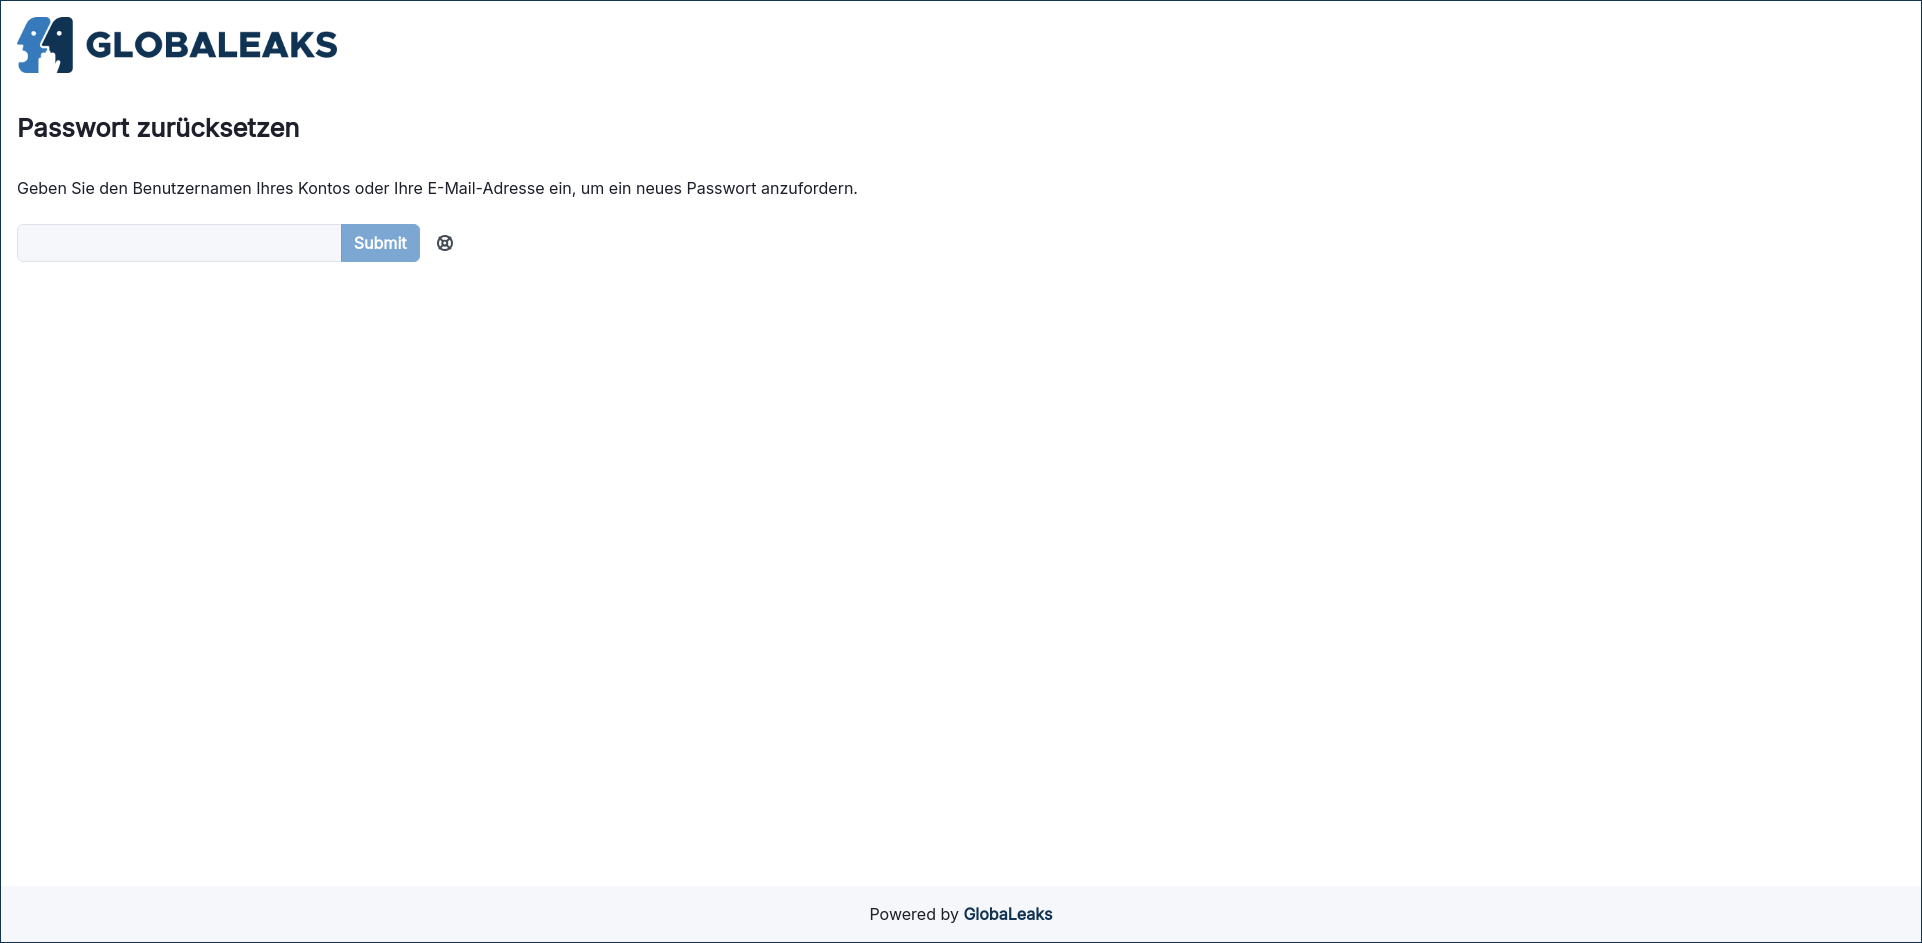 GLOBALEAKS
Passwort zurücksetzen
Geben Sie den Benutzernamen Ihres Kontos oder Ihre E-Mail-Adresse ein, um ein neues Passwort anzufordern.
Submit
Powered by GlobaLeaks